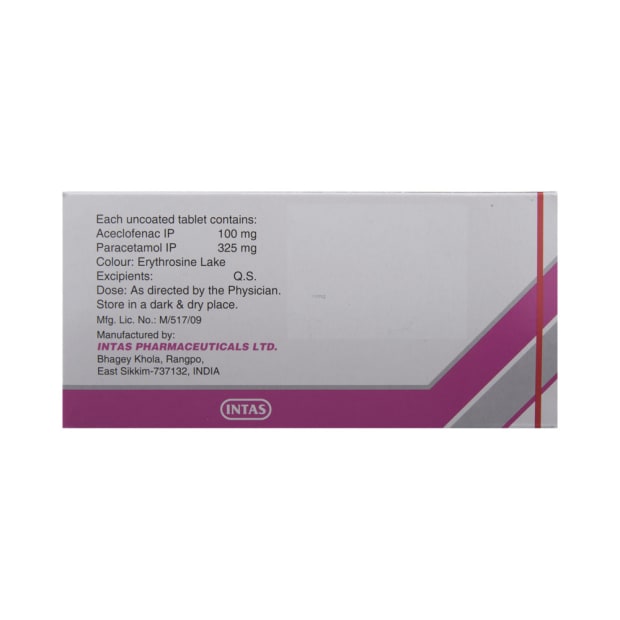 Each uncoated tablet contains:
Aceclofenac IP 100 mg
Paracetamol IP 325 mg
Colour: Erythrosine Lake
Excipients: Q.S.
Dose: As directed by the Physician.
Store in a dark & dry place.
Mfg. Lic. No.: M/517/09
Manufactured by:
INTAS PHARMACEUTICALS LTD.
Bhagey Khola, Rangpo,
East Sikkim-737132, INDIA
INTAS